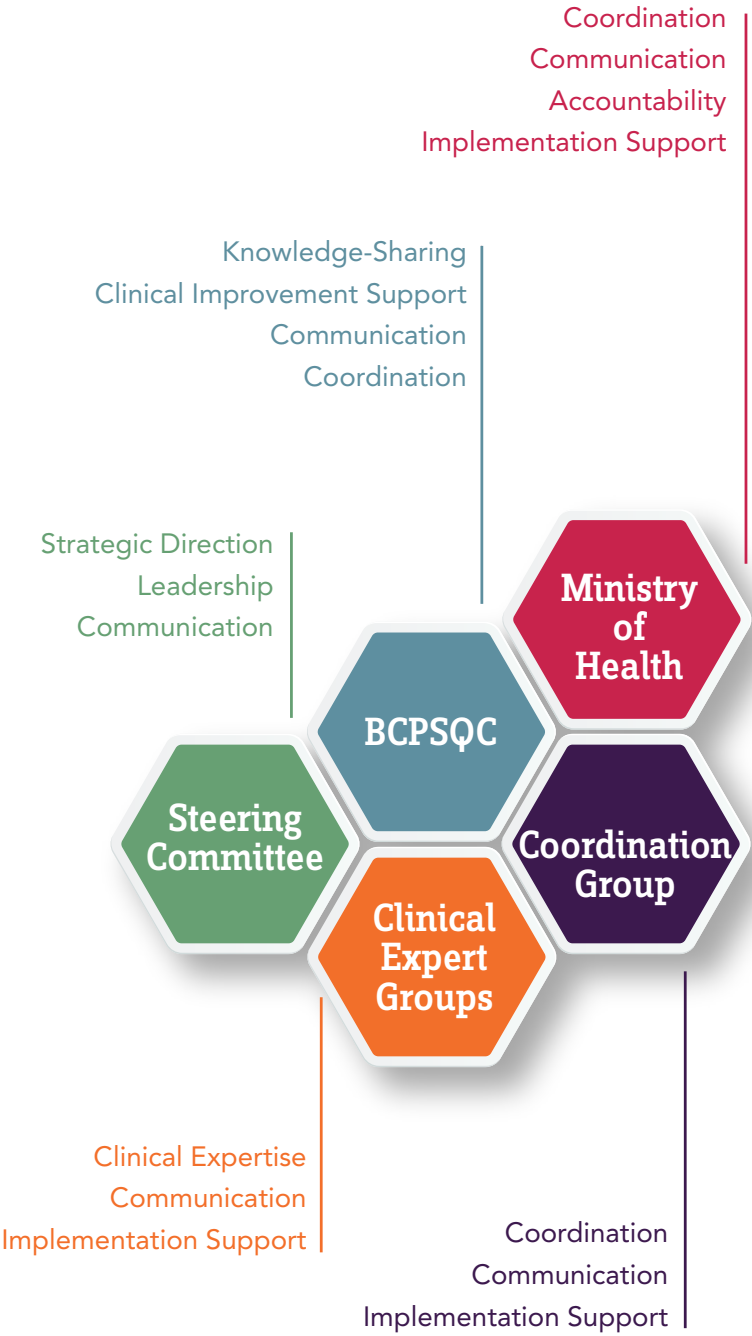 Coordination
Communication
Accountability
Implementation Support
Knowledge-Sharing
Clinical Improvement Support
Communication
Coordination
Strategic Direction
Leadership
Communication
Ministry
of
Health
BCPSQC
Steering
Committee
Coordination
Group
Clinical
Expert
Groups
Clinical Expertise
Communication
Implementation Support
Coordination
Communication
Implementation Support